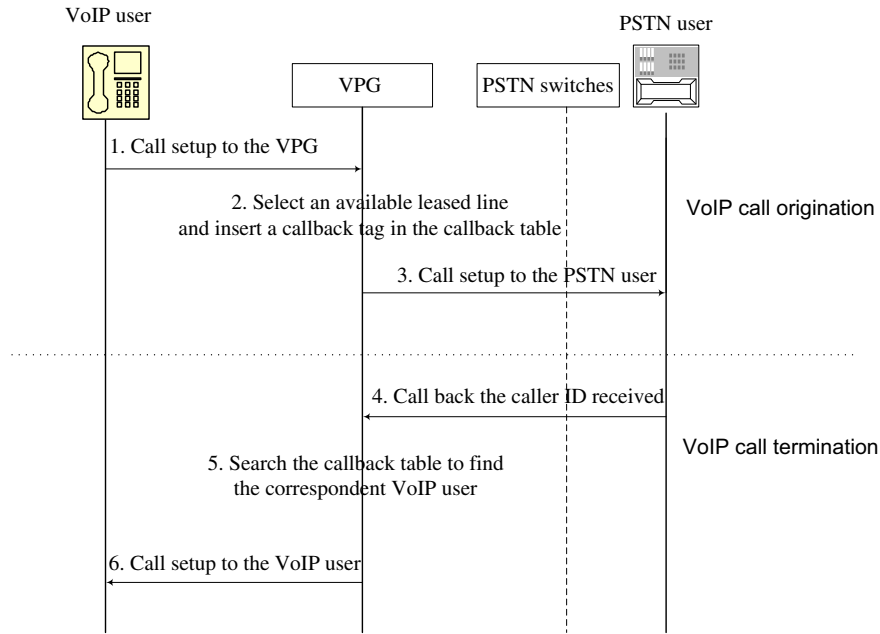 VoIP user
PSTN user
VPG
PSTN switches
1. Call setup to the VPG
2. Select an available leased line
and insert a callback tag in the callback table
VoIP call origination
3. Call setup to the PSTN user
4. Call back the caller ID received
VoIP call termination
5. Search the callback table to find
the correspondent VoIP user
6. Call setup to the VoIP user